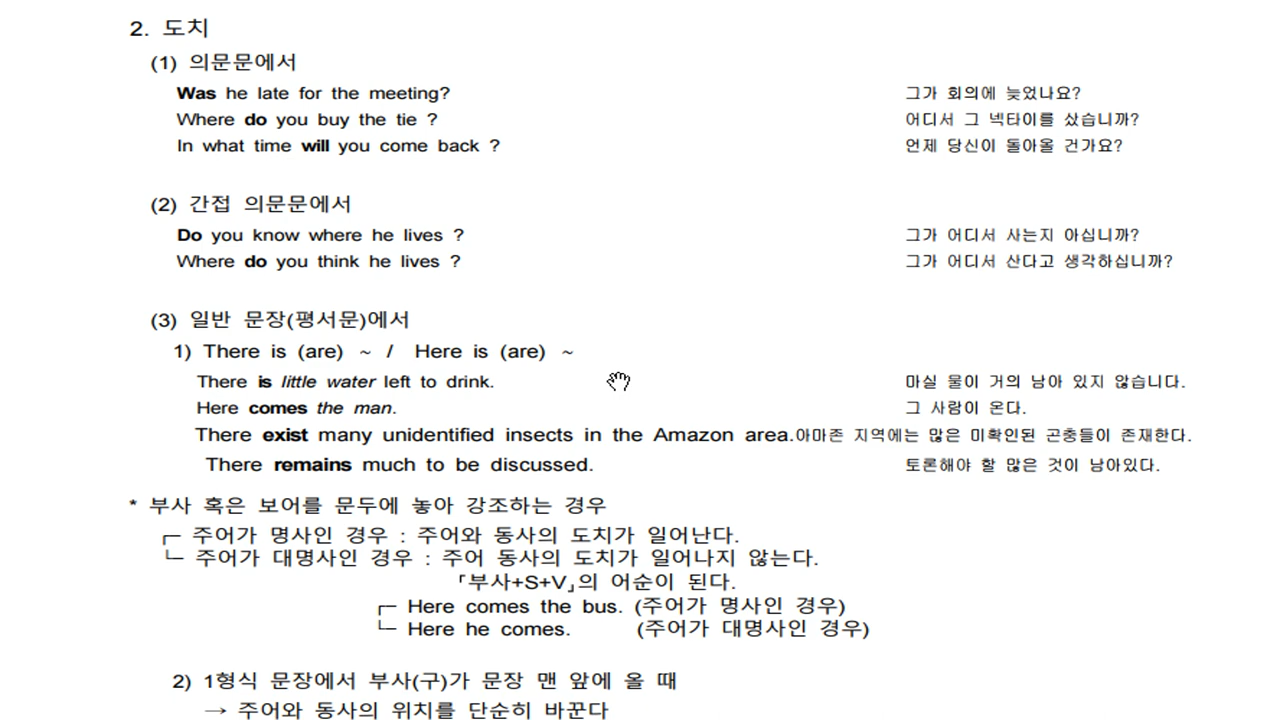 2. 도치
(1) 의문문에서
Was he late for the meeting? 그가 회의에 늦었나요?
Where do you buy the tie ? 어디서 그 넥타이를 샀습니까?
In what time will you come back ? 언제 당신이 돌아올 건가요?
(2) 간접 의문문에서
Do you know where he lives ? 그가 어디서 사는지 아십니까?
Where do you think he lives ? 그가 어디서 산다고 생각하십니까?
(3) 일반 문장(평서문)에서
1) There is (are) ~ / Here is (are) ~
There is little water left to drink. 마실 물이 거의 남아 있지 않습니다.
Here comes the man. 그 사람이 온다.
There exist many unidentified insects in the Amazon area.아마존 지역에는 많은 미확인된 곤충들이 존재한다.
There remains much to be discussed. 토론해야 할 많은 것이 남아있다.
* 부사 혹은 보어를 문두에 놓아 강조하는 경우
┌─ 주어가 명사인 경우 : 주어와 동사의 도치가 일어난다.
└─ 주어가 대명사인 경우 : 주어 동사의 도치가 일어나지 않는다.
「부사+S+V」의 어순이 된다.
┌─ Here comes the bus. (주어가 명사인 경우)
└─ Here he comes. (주어가 대명사인 경우)
2) 1형식 문장에서 부사(구)가 문장 맨 앞에 올 때
→ 주어와 동사의 위치를 단순히 바꾼다